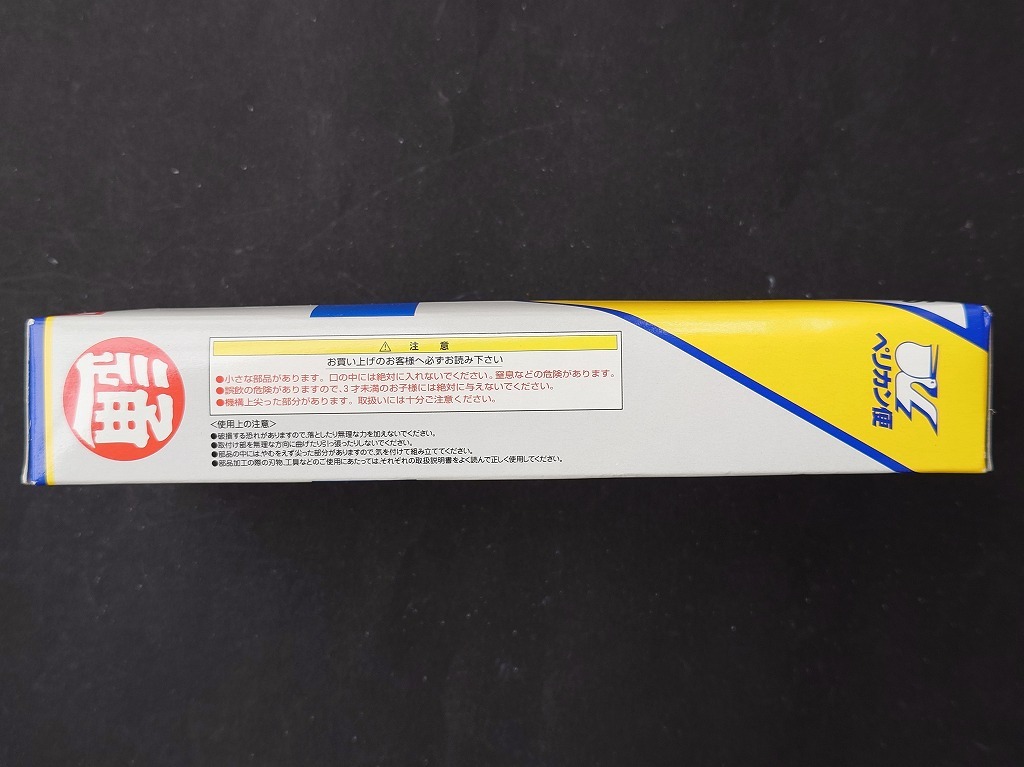 注 意
お買い上げのお客様へ必ずお読み下さい
●小さな部品があります。口の中には絶対に入れないでください。窒息などの危険があります。
●誤飲の危険がありますので、3才未満のお子様には絶対に与えないでください。
●機構上尖った部分があります。取扱いには十分ご注意ください。
<使用上の注意>
●破損する恐れがありますので、落としたり無理な力を加えないでください。
●取付け部を無理な方向に曲げたり引っ張ったりしないでください。
●部品の中には、やむをえず尖った部分がありますので、気を付けて組み立ててください。
●部品加工の際の刃物、工具などのご使用にあたっては、それぞれの取扱説明書をよく読んで正しく使用してください。
ペリカン便